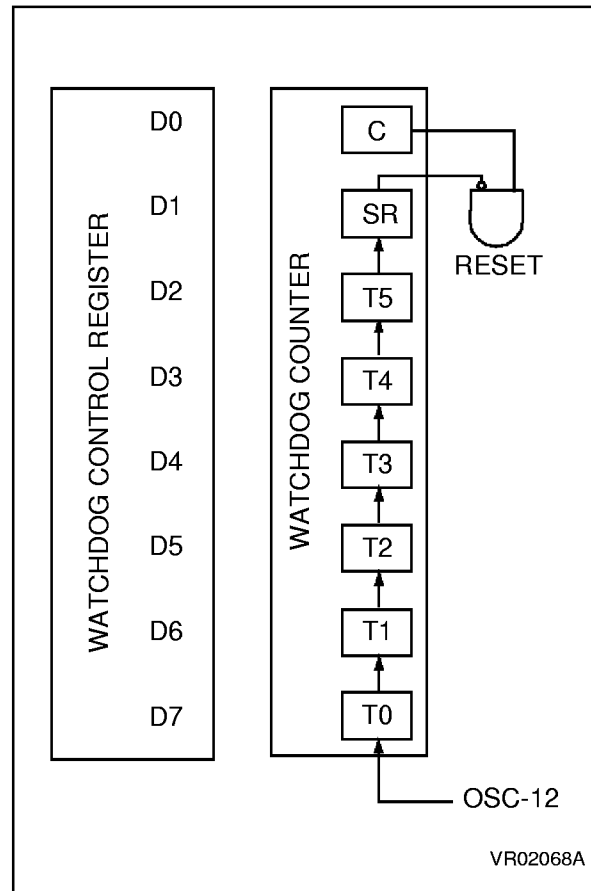 WATCHDOG CONTROL REGISTER
D0
D1
D2
D3
D4
D5
D6
D7
WATCHDOG COUNTER
C
SR
T5
T4
T3
T2
T1
T0
RESET
OSC-12
VR02068A